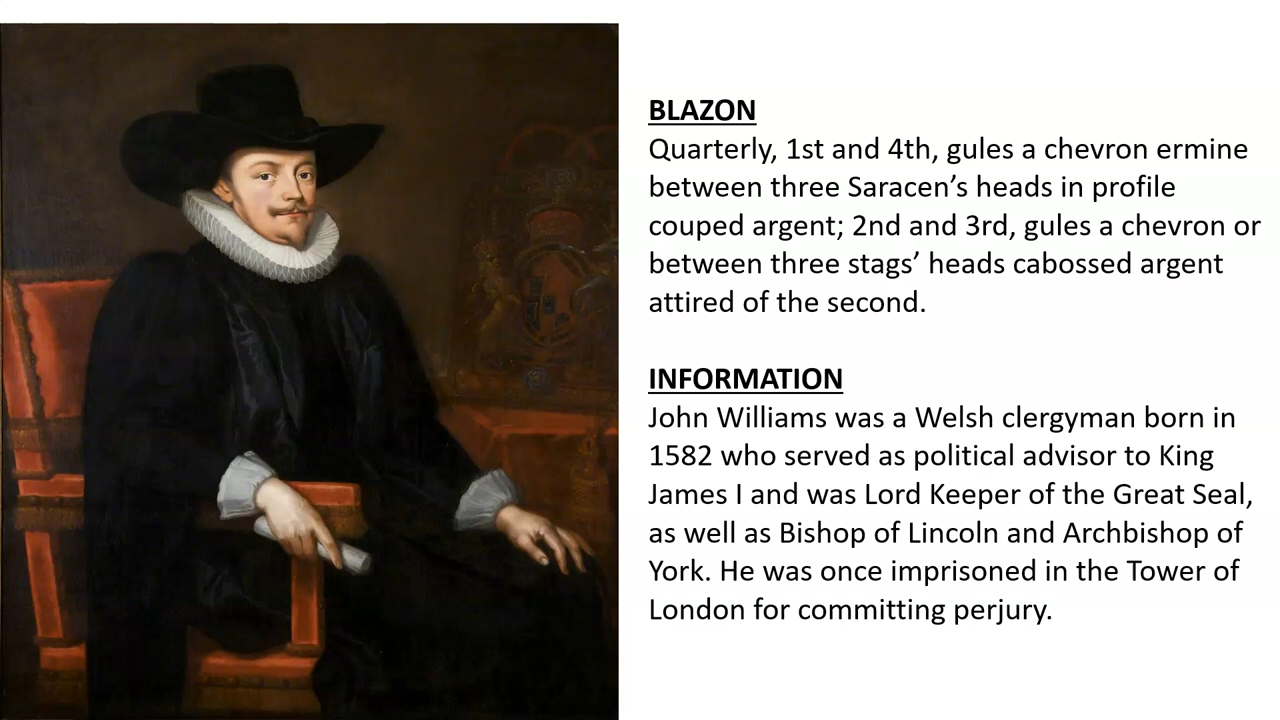 BLAZON
Quarterly, 1st and 4th, gules a chevron ermine
between three Saracen’s heads in profile
couped argent; 2nd and 3rd, gules a chevron or
between three stags’ heads cabossed argent
attired of the second.
INFORMATION
John Williams was a Welsh clergyman born in
1582 who served as political advisor to King
James I and was Lord Keeper of the Great Seal,
as well as Bishop of Lincoln and Archbishop of
York. He was once imprisoned in the Tower of
London for committing perjury.